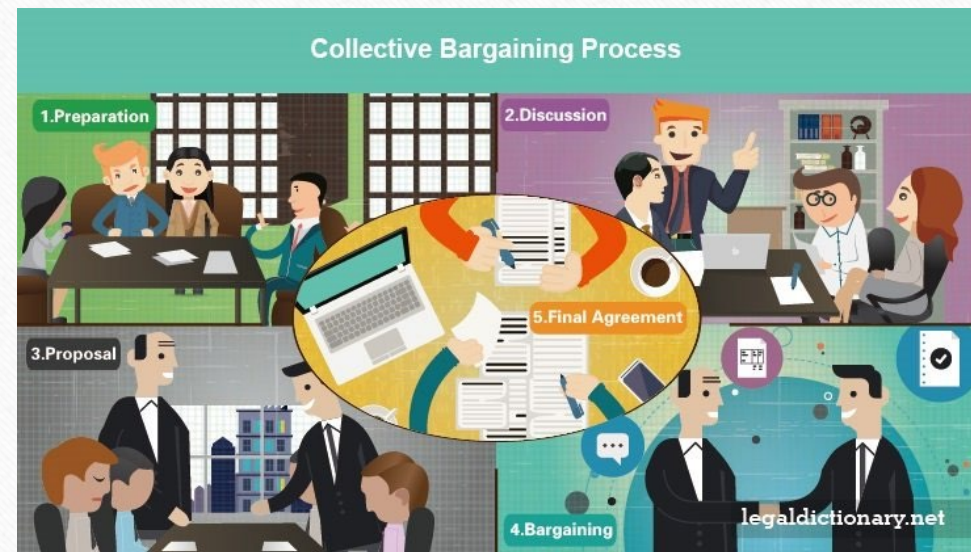 Collective Bargaining Process
1.Preparation
2.Discussion
3.Proposal
4.Bargaining
5.Final Agreement
legaldictionary.net